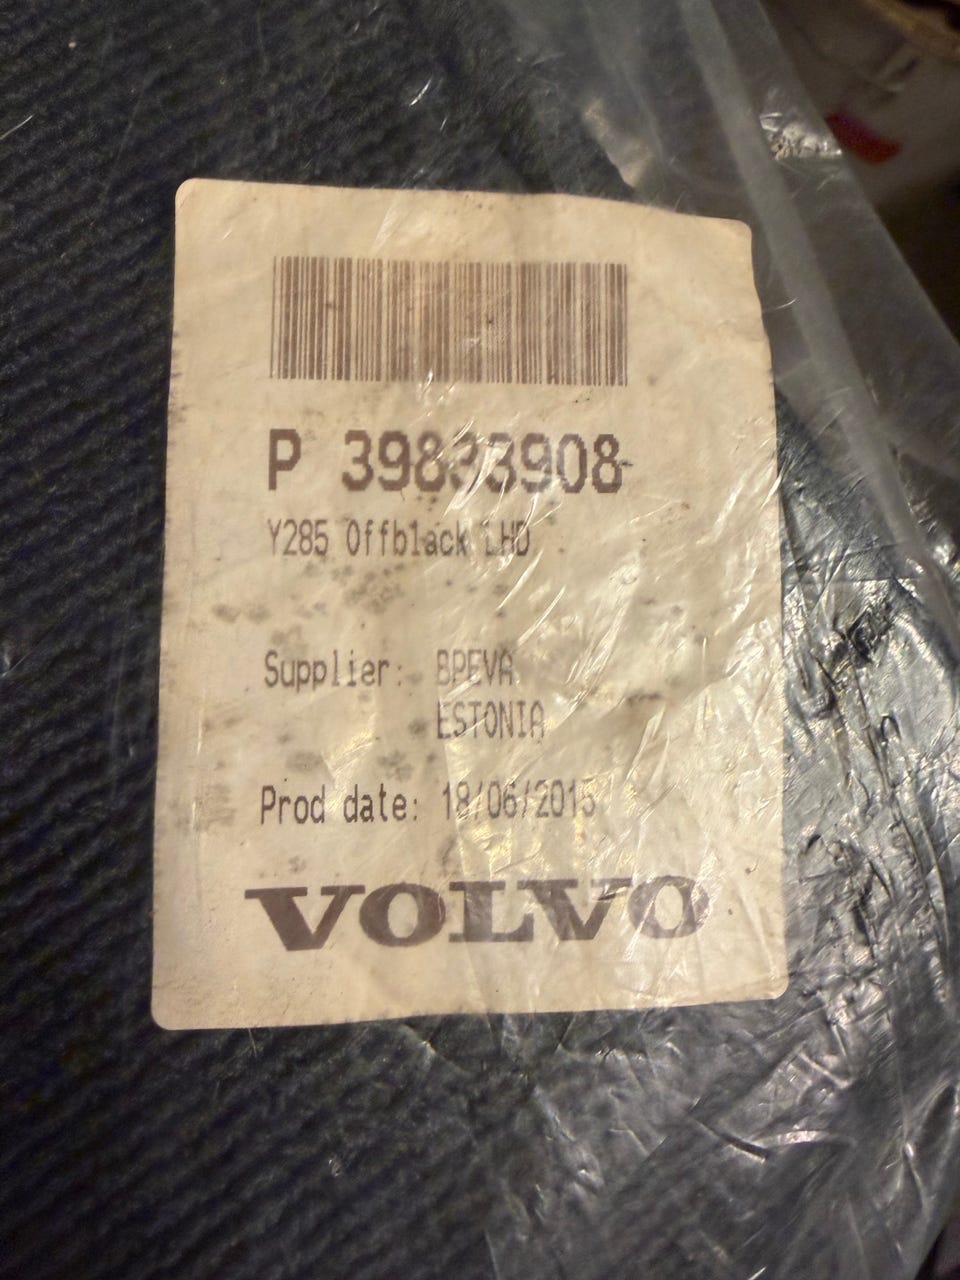 P 39833908
Y285 Offblack LHD
Supplier: BPEVA
ESTONIA
Prod date: 18/06/2015
VOLVO